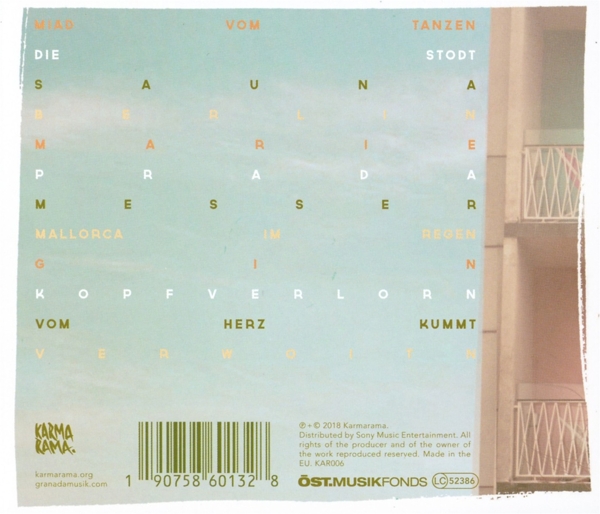 MIAD VOM TANZEN
DIE STODT
SAUNA
BERLIN
MARIE
PRADA
MESSER
MALLORCA IM REGEN
GIN
KOPFVERLORN
VOM HERZ KUMMT
VERWOITN
KARMA
RAMA.
karmarama.org
granadamusik.com
1 90758 60132 8
℗ + © 2018 Karmarama.
Distributed by Sony Music Entertainment. All
rights of the producer and of the owner of
the work reproduced reserved. Made in the
EU. KAR006
ÖST.MUSIKFONDS LC 52386